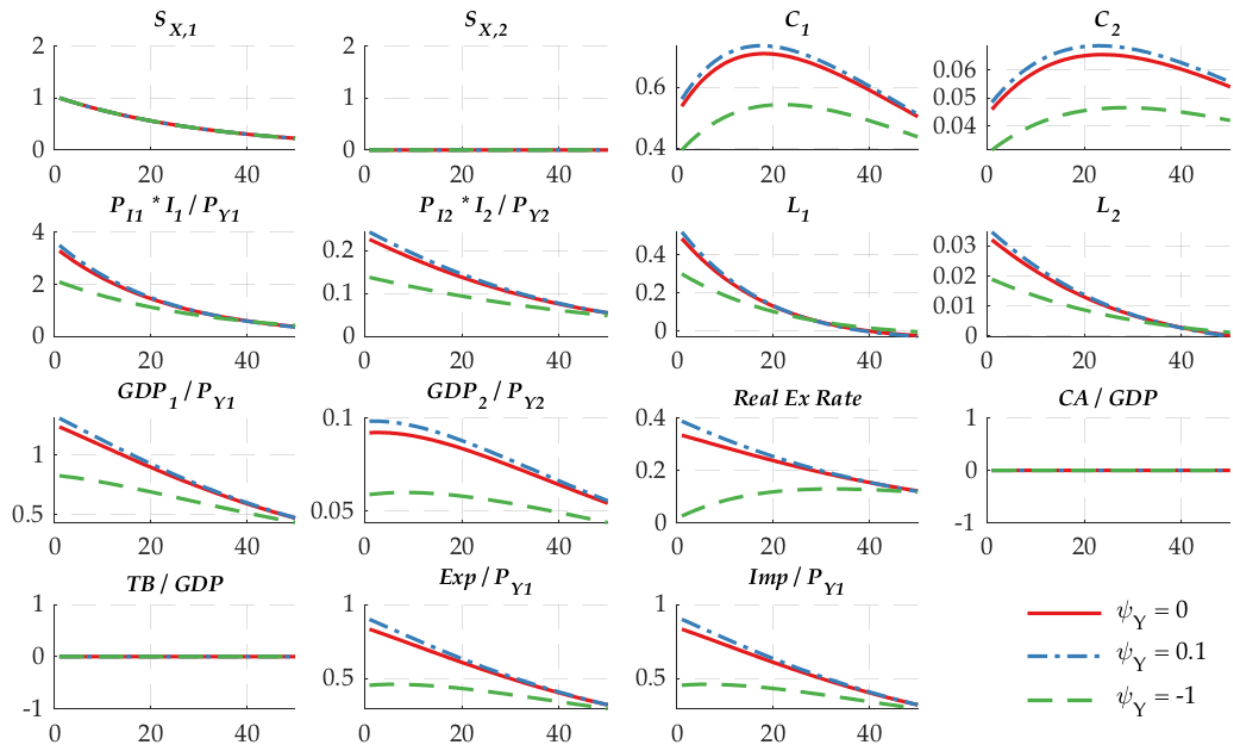 S_{X,1} S_{X,2} C_1 C_2
2 2
1 1 0.6 0.06
0.05
0 0 0.4 0.04
0 20 40 0 20 40 0 20 40 0 20 40
P_{I1} * I_1 / P_{Y1} P_{I2} * I_2 / P_{Y2} L_1 L_2
4 0.2 0.4 0.03
2 0.1 0.2 0.02
0.01
0 0 0 0
0 20 40 0 20 40 0 20 40 0 20 40
GDP_1 / P_{Y1} GDP_2 / P_{Y2} Real Ex Rate CA / GDP
1 0.1 0.4 1
0.2 0
0.5 0.05 0 -1
0 20 40 0 20 40 0 20 40 0 20 40
TB / GDP Exp / P_{Y1} Imp / P_{Y1}
1 1 1
0 0.5 0.5
-1
0 20 40 0 20 40 0 20 40
ψ_Y = 0
ψ_Y = 0.1
ψ_Y = -1